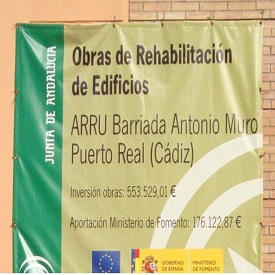 JUNTA DE ANDALUCIA
Obras de Rehabilitación
de Edificios
ARRU Barriada Antonio Muro
Puerto Real (Cádiz)
Inversión obras: 553.529,01 €
Aportación Ministerio de Fomento: 176.122,87 €
GOBIERNO
DE ESPAÑA
MINISTERIO
DE FOMENTO